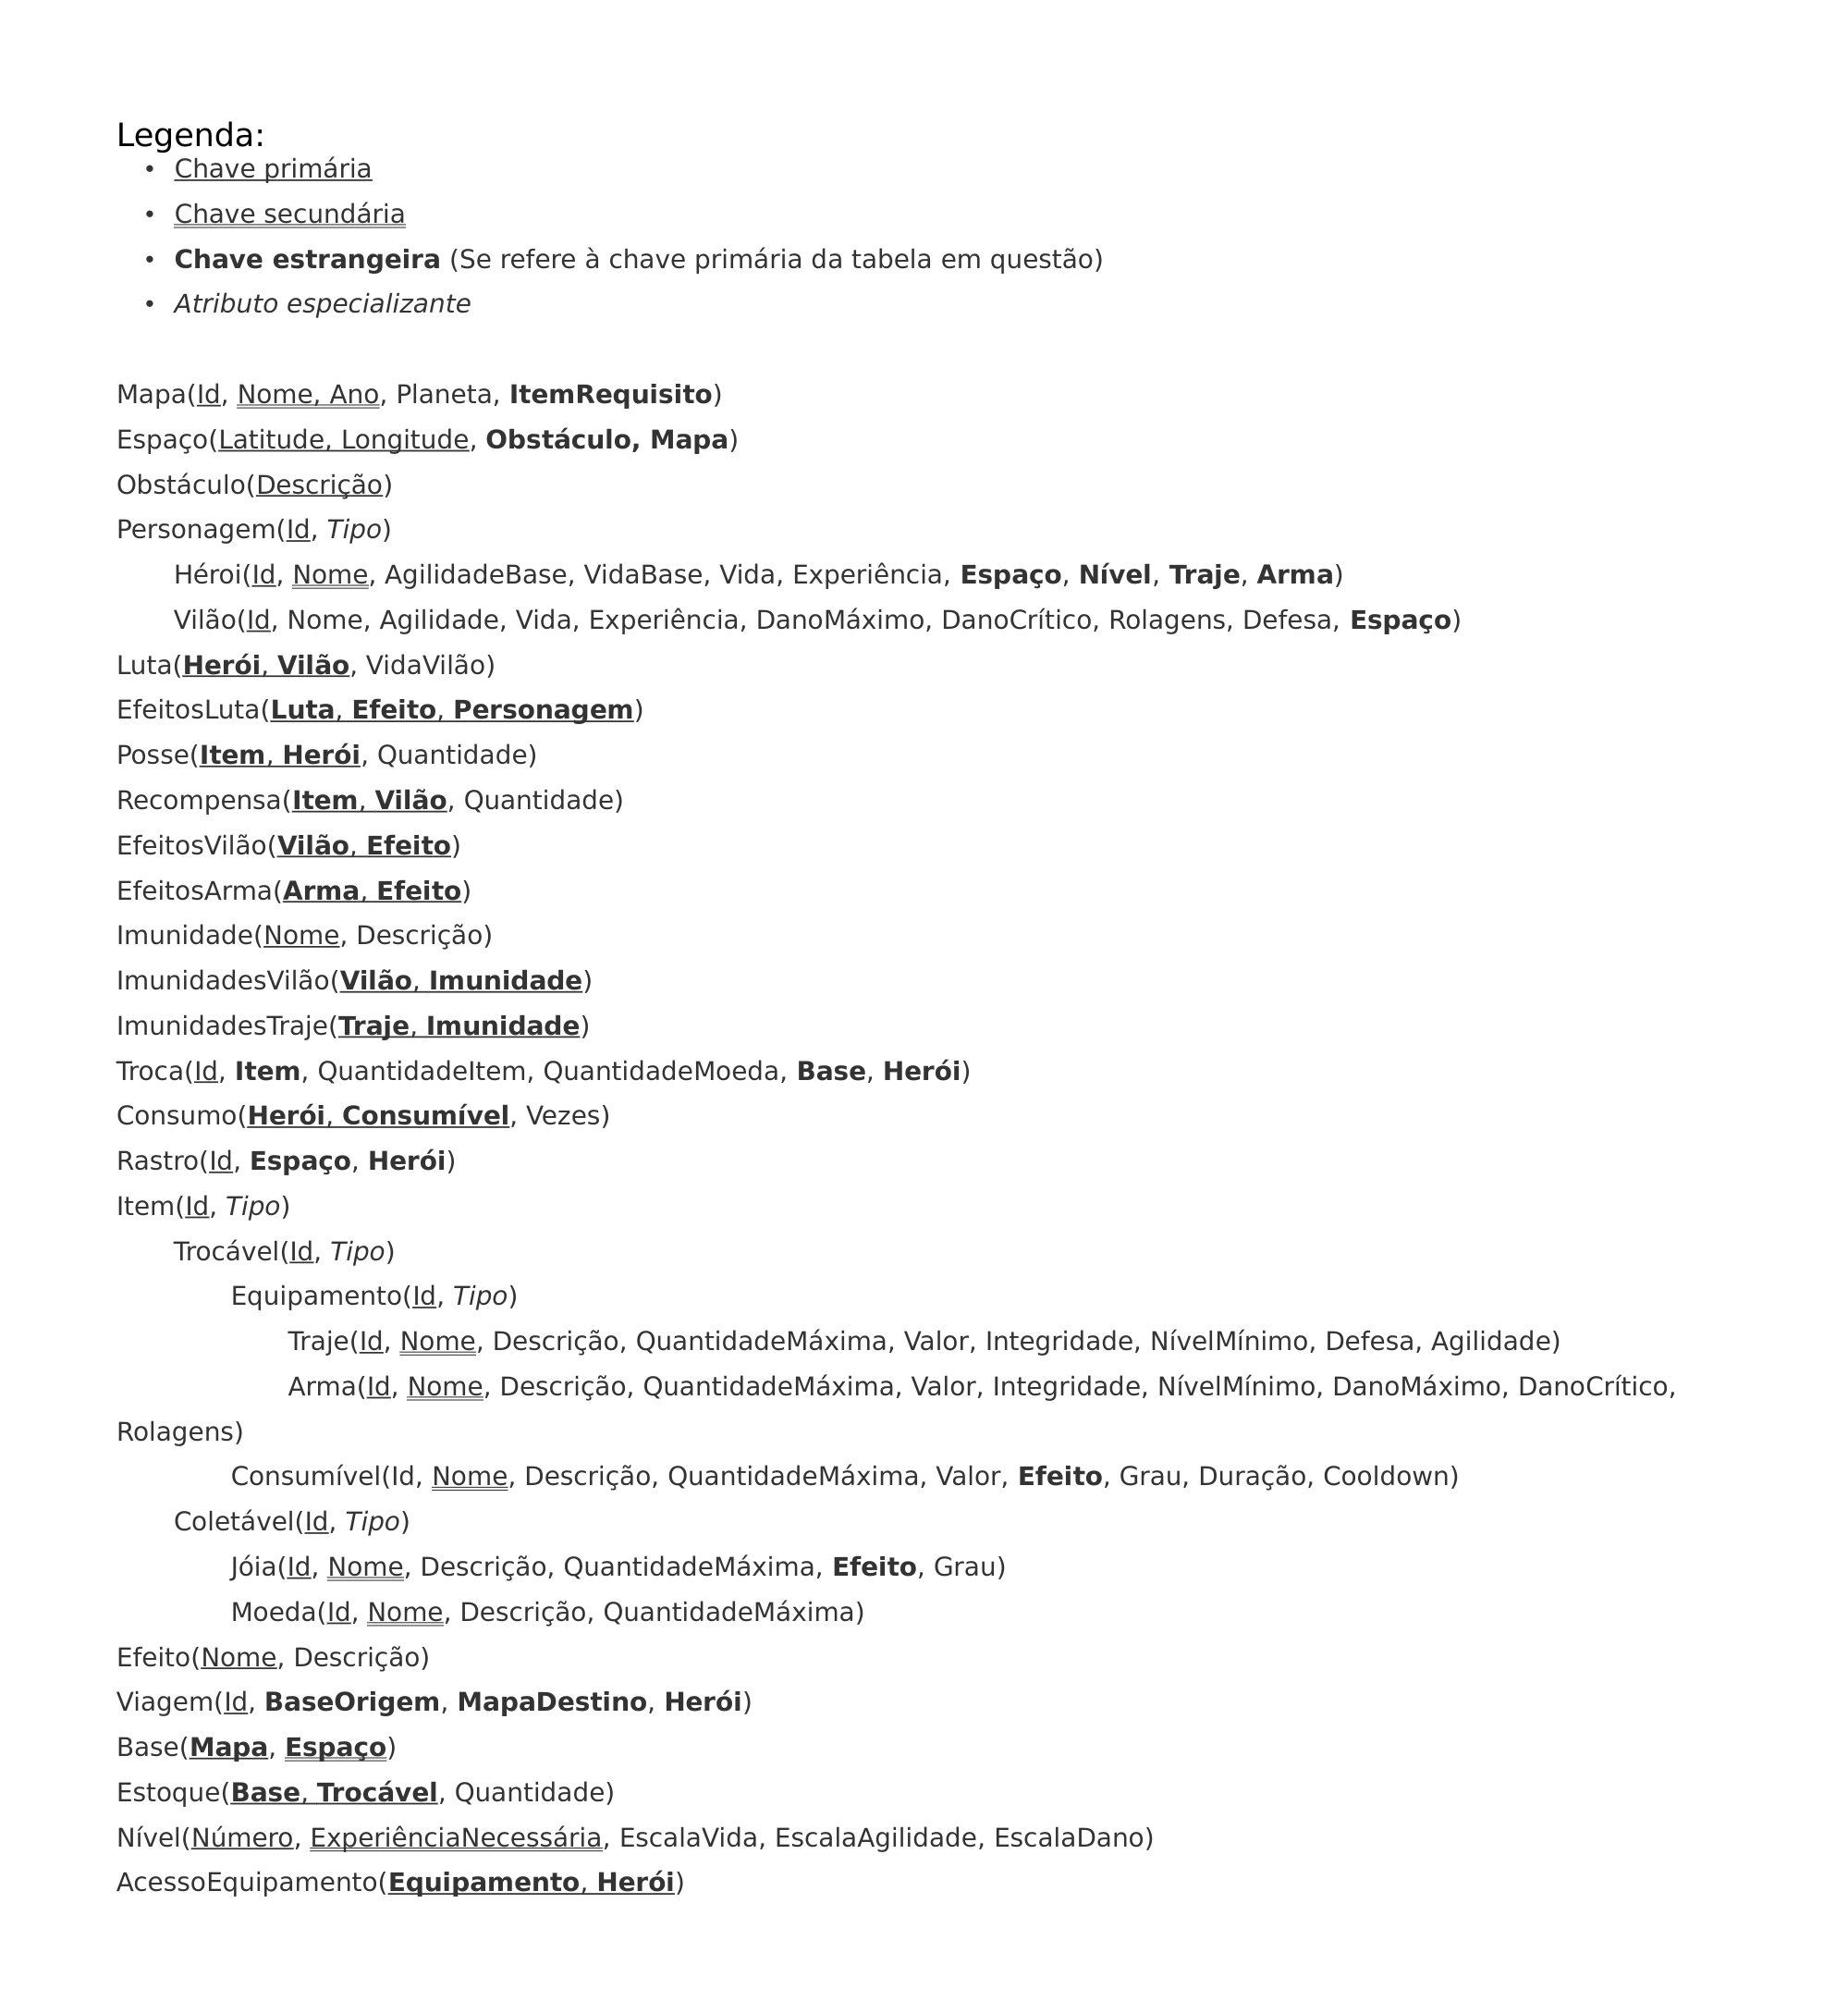 Legenda:
• Chave primária
• Chave secundária
• Chave estrangeira (Se refere à chave primária da tabela em questão)
• Atributo especializante
Mapa(Id, Nome, Ano, Planeta, ItemRequisito)
Espaço(Latitude, Longitude, Obstáculo, Mapa)
Obstáculo(Descrição)
Personagem(Id, Tipo)
Héroi(Id, Nome, AgilidadeBase, VidaBase, Vida, Experiência, Espaço, Nível, Traje, Arma)
Vilão(Id, Nome, Agilidade, Vida, Experiência, DanoMáximo, DanoCrítico, Rolagens, Defesa, Espaço)
Luta(Herói, Vilão, VidaVilão)
EfeitosLuta(Luta, Efeito, Personagem)
Posse(Item, Herói, Quantidade)
Recompensa(Item, Vilão, Quantidade)
EfeitosVilão(Vilão, Efeito)
EfeitosArma(Arma, Efeito)
Imunidade(Nome, Descrição)
ImunidadesVilão(Vilão, Imunidade)
ImunidadesTraje(Traje, Imunidade)
Troca(Id, Item, QuantidadeItem, QuantidadeMoeda, Base, Herói)
Consumo(Herói, Consumível, Vezes)
Rastro(Id, Espaço, Herói)
Item(Id, Tipo)
Trocável(Id, Tipo)
Equipamento(Id, Tipo)
Traje(Id, Nome, Descrição, QuantidadeMáxima, Valor, Integridade, NívelMínimo, Defesa, Agilidade)
Arma(Id, Nome, Descrição, QuantidadeMáxima, Valor, Integridade, NívelMínimo, DanoMáximo, DanoCrítico,
Rolagens)
Consumível(Id, Nome, Descrição, QuantidadeMáxima, Valor, Efeito, Grau, Duração, Cooldown)
Coletável(Id, Tipo)
Jóia(Id, Nome, Descrição, QuantidadeMáxima, Efeito, Grau)
Moeda(Id, Nome, Descrição, QuantidadeMáxima)
Efeito(Nome, Descrição)
Viagem(Id, BaseOrigem, MapaDestino, Herói)
Base(Mapa, Espaço)
Estoque(Base, Trocável, Quantidade)
Nível(Número, ExperiênciaNecessária, EscalaVida, EscalaAgilidade, EscalaDano)
AcessoEquipamento(Equipamento, Herói)